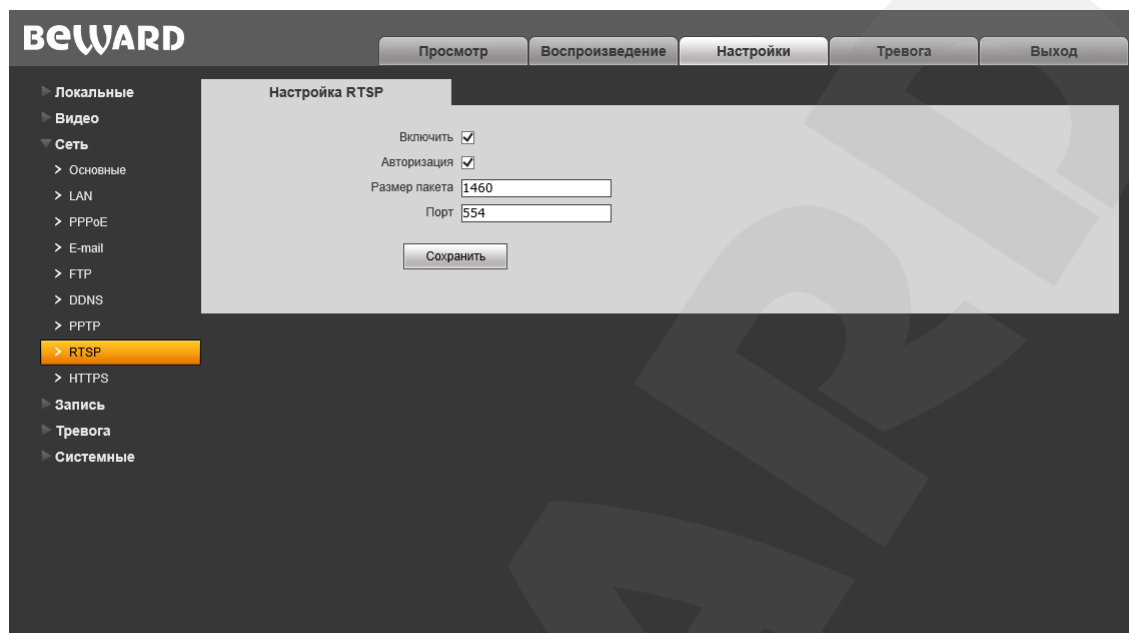 BEWARD
Просмотр
Воспроизведение
Настройки
Тревога
Выход
Локальные
Видео
Сеть
Основные
LAN
PPPoE
E-mail
FTP
DDNS
PPTP
RTSP
HTTPS
Запись
Тревога
Системные
Настройка RTSP
Включить
Авторизация
Размер пакета 1460
Порт 554
Сохранить